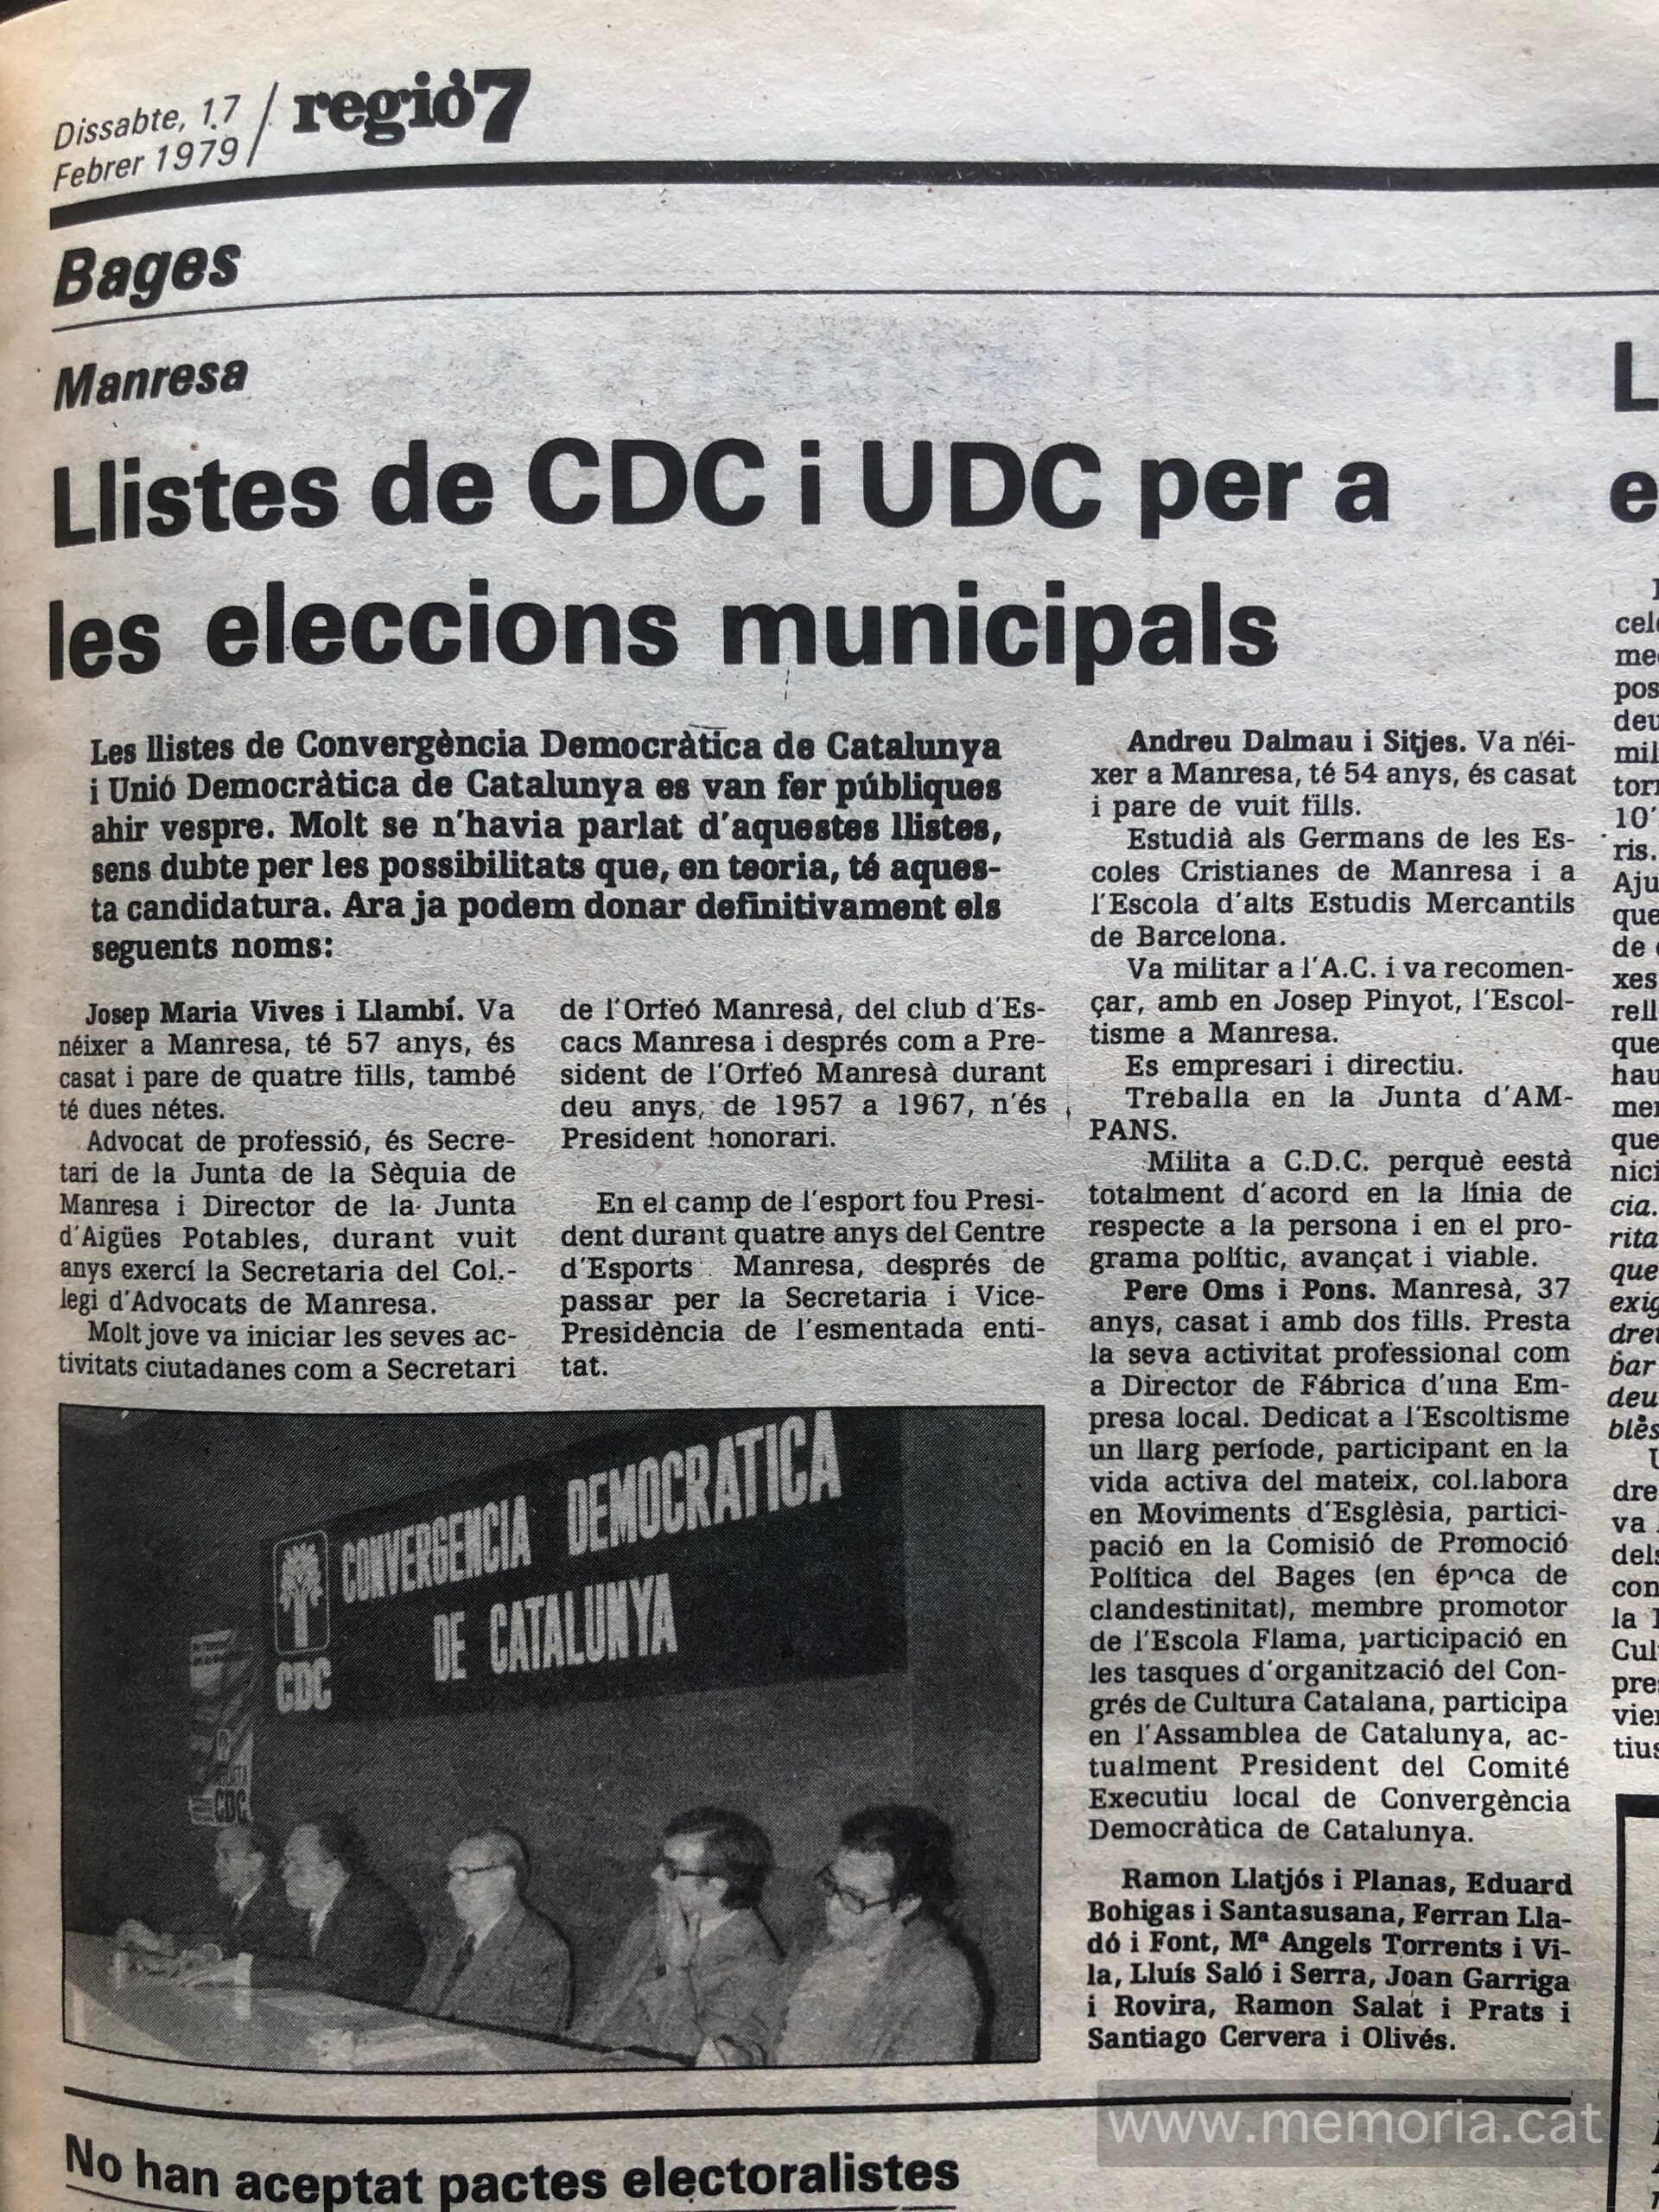 Dissabte, 17
Febrer 1979
regió7
Bages
Manresa
Llistes de CDC i UDC per a
les eleccions municipals
Les llistes de Convergència Democràtica de Catalunya
i Unió Democràtica de Catalunya es van fer públiques
ahir vespre. Molt se n'havia parlat d'aquestes llistes,
sens dubte per les possibilitats que, en teoria, té aques-
ta candidatura. Ara ja podem donar definitivament els
seguents noms:
Josep Maria Vives i Llambí. Va
néixer a Manresa, té 57 anys, és
casat i pare de quatre fills, també
té dues nétes.
Advocat de professió, és Secre-
tari de la Junta de la Sèquia de
Manresa i Director de la Junta
d'Aigües Potables, durant vuit
anys exercí la Secretaria del Col.-
legi d'Advocats de Manresa.
Molt jove va iniciar les seves ac-
tivitats ciutadanes com a Secretari
de l'Orfeó Manresà, del club d'Es-
cacs Manresa i després com a Pre-
sident de l'Orfeó Manresà durant
deu anys, de 1957 a 1967, n'és
President honorari.
En el camp de l'esport fou Presi-
dent durant quatre anys del Centre
d'Esports Manresa, després de
passar per la Secretaria i Vice-
Presidència de l'esmentada enti-
tat.
CONVERGENCIA DEMOCRATICA
DE CATALUNYA
CDC
CDC
Andreu Dalmau i Sitjes. Va néi-
xer a Manresa, té 54 anys, és casat
i pare de vuit fills.
Estudià als Germans de les Es-
coles Cristianes de Manresa i a
l'Escola d'alts Estudis Mercantils
de Barcelona.
Va militar a l'A.C. i va recomen-
çar, amb en Josep Pinyot, l'Escol-
tisme a Manresa.
Es empresari i directiu.
Treballa en la Junta d'AM-
PANS.
Milita a C.D.C. perquè eestà
totalment d'acord en la línia de
respecte a la persona i en el pro-
grama polític, avançat i viable.
Pere Oms i Pons. Manresà, 37
anys, casat i amb dos fills. Presta
la seva activitat professional com
a Director de Fábrica d'una Em-
presa local. Dedicat a l'Escoltisme
un llarg període, participant en la
vida activa del mateix, col.labora
en Moviments d'Esglèsia, partici-
pació en la Comisió de Promoció
Política del Bages (en época de
clandestinitat), membre promotor
de l'Escola Flama, participació en
les tasques d'organització del Con-
grés de Cultura Catalana, participa
en l'Assamblea de Catalunya, ac-
tualment President del Comité
Executiu local de Convergència
Democràtica de Catalunya.
Ramon Llatjós i Planas, Eduard
Bohigas i Santasusana, Ferran Lla-
dó i Font, Mª Angels Torrents i Vi-
la, Lluís Saló i Serra, Joan Garriga
i Rovira, Ramon Salat i Prats i
Santiago Cervera i Olivés.
www.memoria.cat
No han aceptat pactes electoralistes